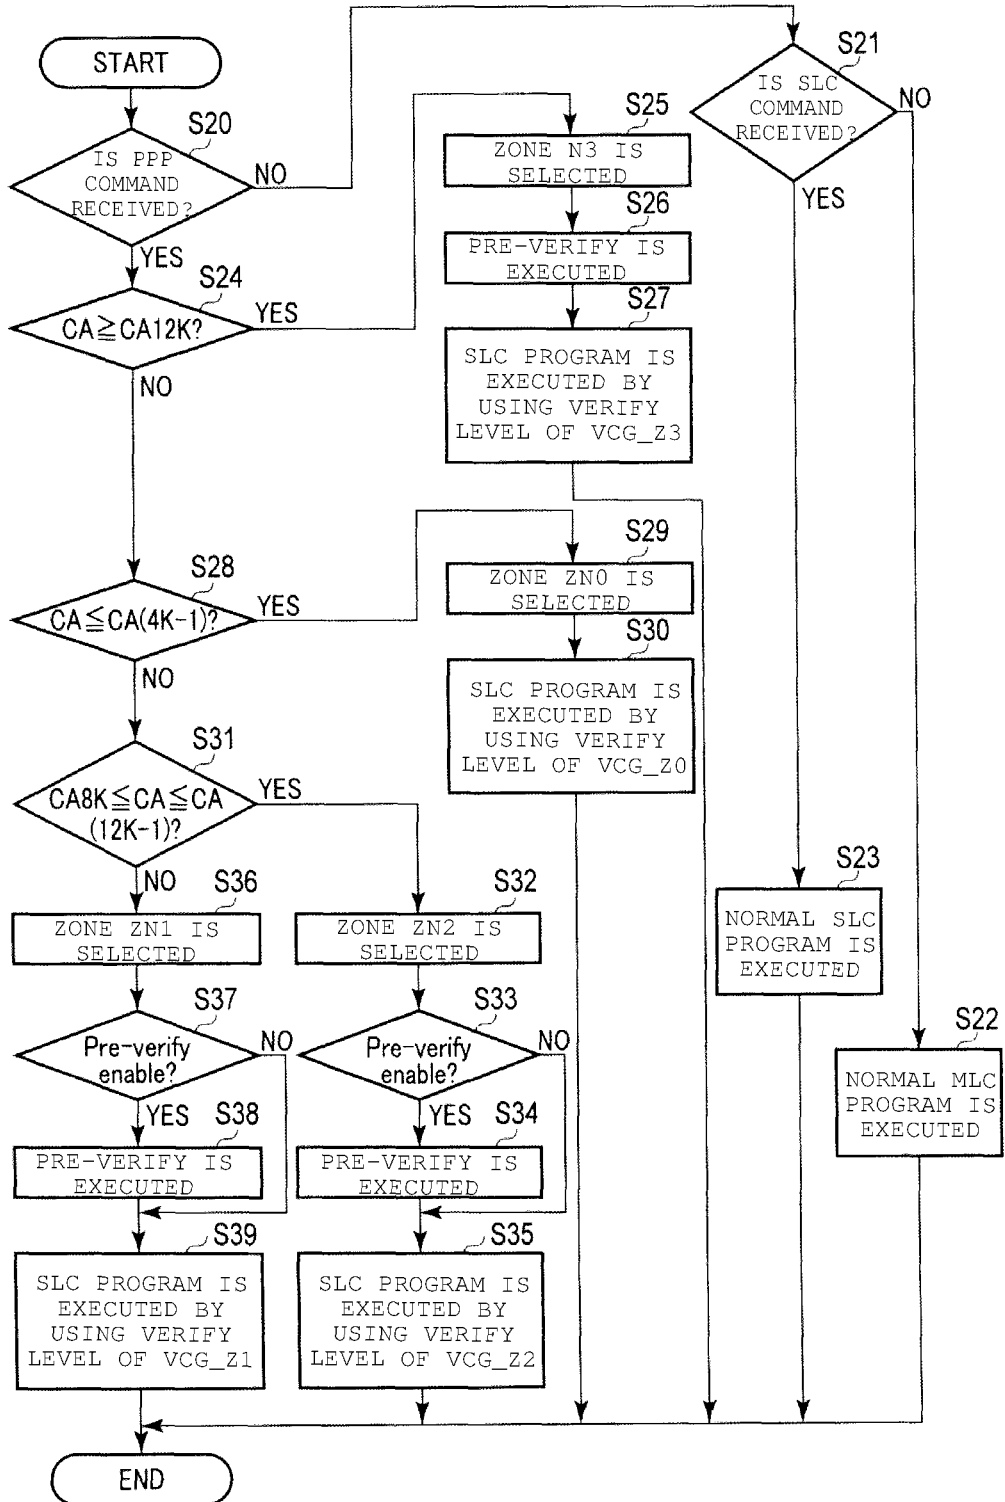 START
S20
IS PPP
COMMAND
RECEIVED?
NO
YES
S21
IS SLC
COMMAND
RECEIVED?
NO
YES
S24
CA≧CA12K?
YES
NO
S25
ZONE N3 IS
SELECTED
S26
PRE-VERIFY IS
EXECUTED
S27
SLC PROGRAM IS
EXECUTED BY
USING VERIFY
LEVEL OF VCG_Z3
S28
CA≦CA(4K-1)?
YES
NO
S29
ZONE ZN0 IS
SELECTED
S30
SLC PROGRAM IS
EXECUTED BY
USING VERIFY
LEVEL OF VCG_Z0
S31
CA8K≦CA≦CA
(12K-1)?
YES
NO
S36
ZONE ZN1 IS
SELECTED
S37
Pre-verify
enable?
NO
YES
S38
PRE-VERIFY IS
EXECUTED
S39
SLC PROGRAM IS
EXECUTED BY
USING VERIFY
LEVEL OF VCG_Z1
S32
ZONE ZN2 IS
SELECTED
S33
Pre-verify
enable?
NO
YES
S34
PRE-VERIFY IS
EXECUTED
S35
SLC PROGRAM IS
EXECUTED BY
USING VERIFY
LEVEL OF VCG_Z2
S23
NORMAL SLC
PROGRAM IS
EXECUTED
S22
NORMAL MLC
PROGRAM IS
EXECUTED
END